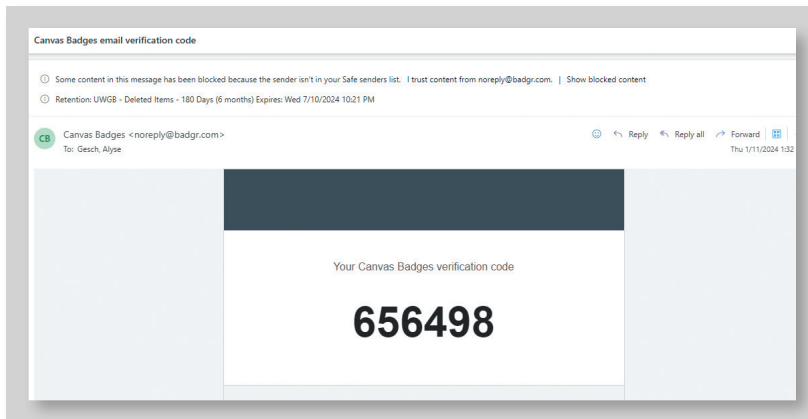 Canvas Badges email verification code
Some content in this message has been blocked because the sender isn't in your Safe senders list. I trust content from noreply@badgr.com. | Show blocked content
Retention: UWGB - Deleted Items - 180 Days (6 months) Expires: Wed 7/10/2024 10:21 PM
CB
Canvas Badges <noreply@badgr.com>
Reply Reply all Forward
To: Gesch, Alyse
Thu 1/11/2024 1:32
Your Canvas Badges verification code
656498